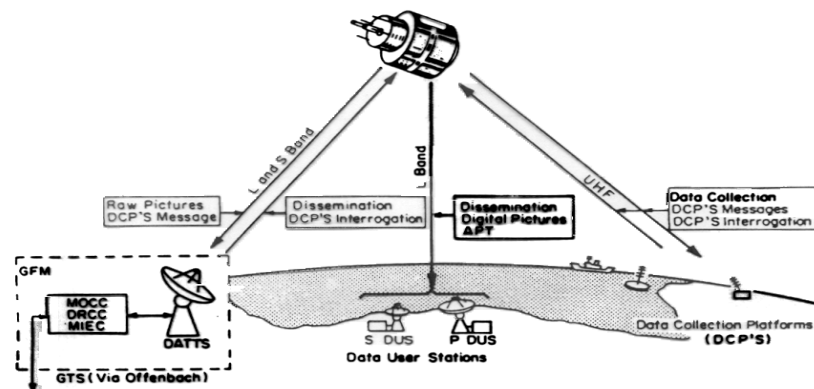 L and S Band
L Band
UHF
Raw Pictures
DCP'S Message
Dissemination
DCP'S Interrogation
Dissemination
Digital Pictures
APT
Data Collection
DCP'S Messages
DCP'S Interrogation
GFM
MOCC
DRCC
MIEC
DATTS
S DUS
P DUS
Data User Stations
Data Collection Platforms
(DCP'S)
GTS (Via Offenbach)